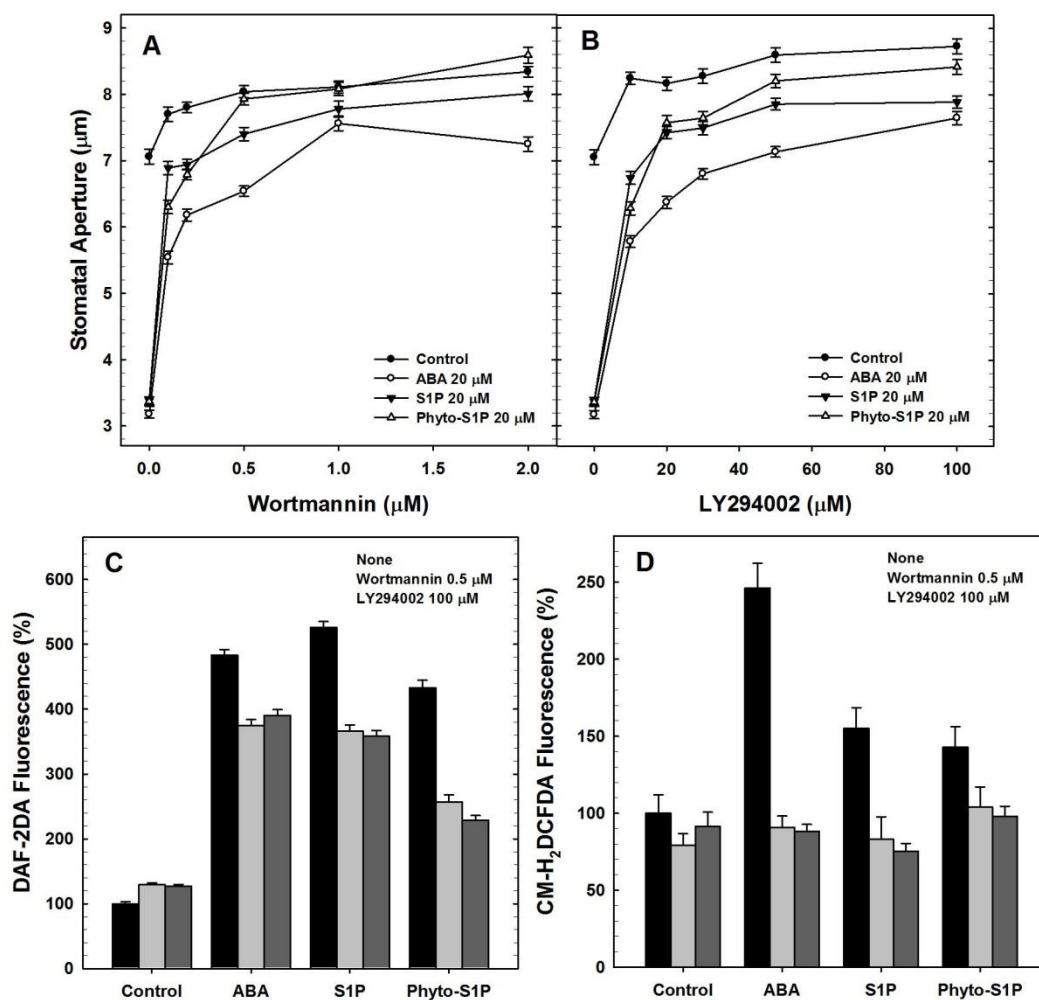 A
B
9
8
7
6
5
4
3
Stomatal Aperture (μm)
Control
ABA 20 μM
S1P 20 μM
Phyto-S1P 20 μM
Control
ABA 20 μM
S1P 20 μM
Phyto-S1P 20 μM
0.0 0.5 1.0 1.5 2.0
0 20 40 60 80 100
Wortmannin (μM)
LY294002 (μM)
C
None
Wortmannin 0.5 μM
LY294002 100 μM
600
500
400
300
200
100
0
DAF-2DA Fluorescence (%)
Control ABA S1P Phyto-S1P
D
None
Wortmannin 0.5 μM
LY294002 100 μM
250
200
150
100
50
0
CM-H₂DCFDA Fluorescence (%)
Control ABA S1P Phyto-S1P